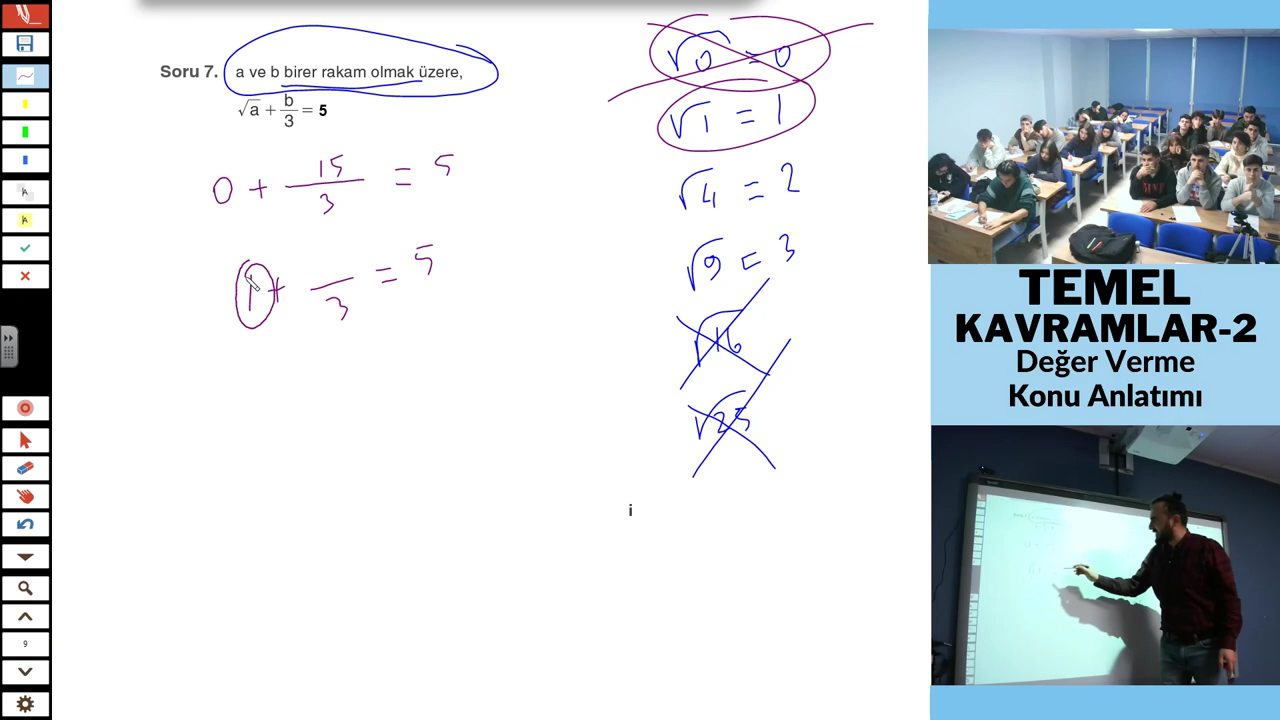 Soru 7. a ve b birer rakam olmak üzere,
√a + b/3 = 5
0 + 15/3 = 5
1 + /3 = 5
√0 = 0
√1 = 1
√4 = 2
√9 = 3
√16
√25
i
9
TEMEL
KAVRAMLAR-2
Değer Verme
Konu Anlatımı